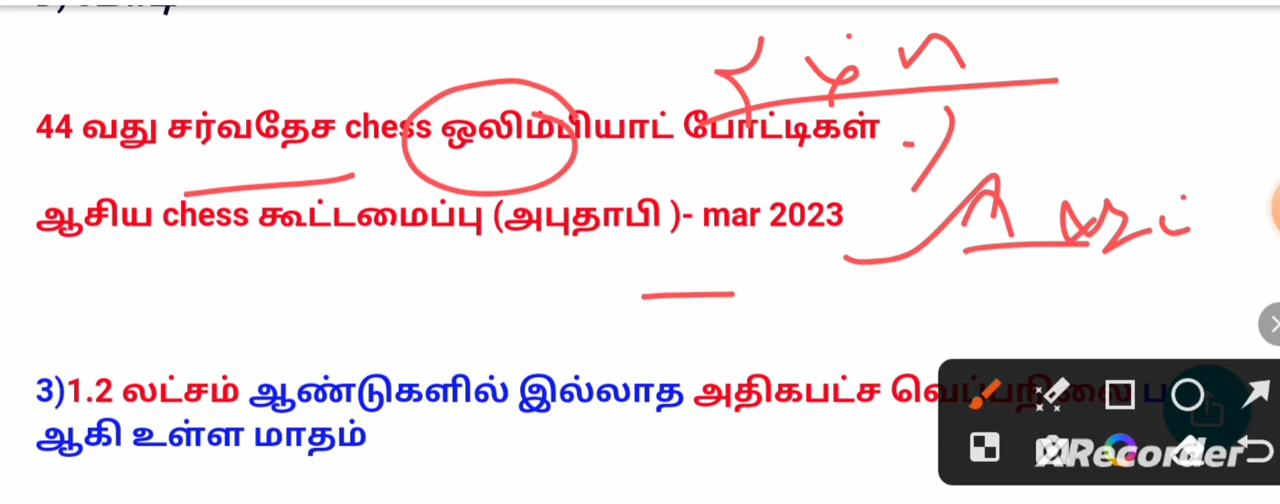 44 வது சர்வதேச chess ஒலிம்பியாட் போட்டிகள்
ஆசிய chess கூட்டமைப்பு (அபுதாபி )- mar 2023
3)1.2 லட்சம் ஆண்டுகளில் இல்லாத அதிகபட்ச வெப்பநிலை ப
ஆகி உள்ள மாதம்
XRecorder